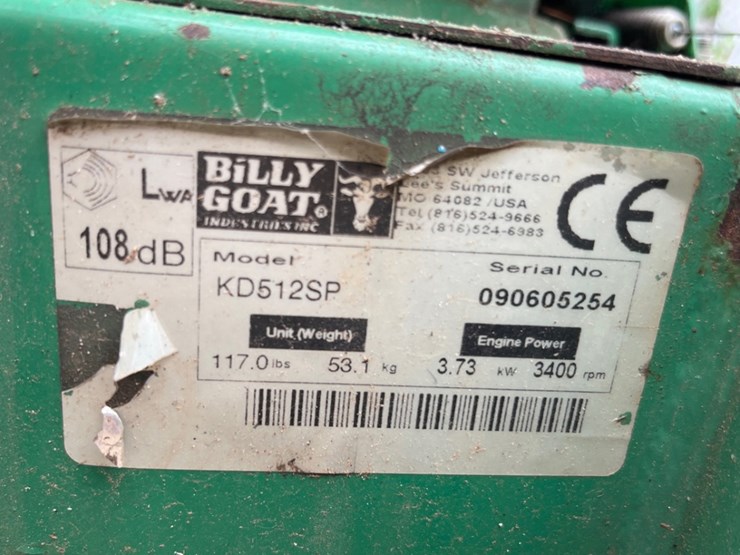 LWA
108 dB
BiLLY
GOAT®
INDUSTRIES INC
SW Jefferson
Lee's Summit
MO 64082 /USA
Tel (816)524-9666
Fax (816)524-6983
CE
Model
KD512SP
Serial No.
090605254
Unit (Weight)
117.0 lbs 53.1 kg
Engine Power
3.73 kW 3400 rpm